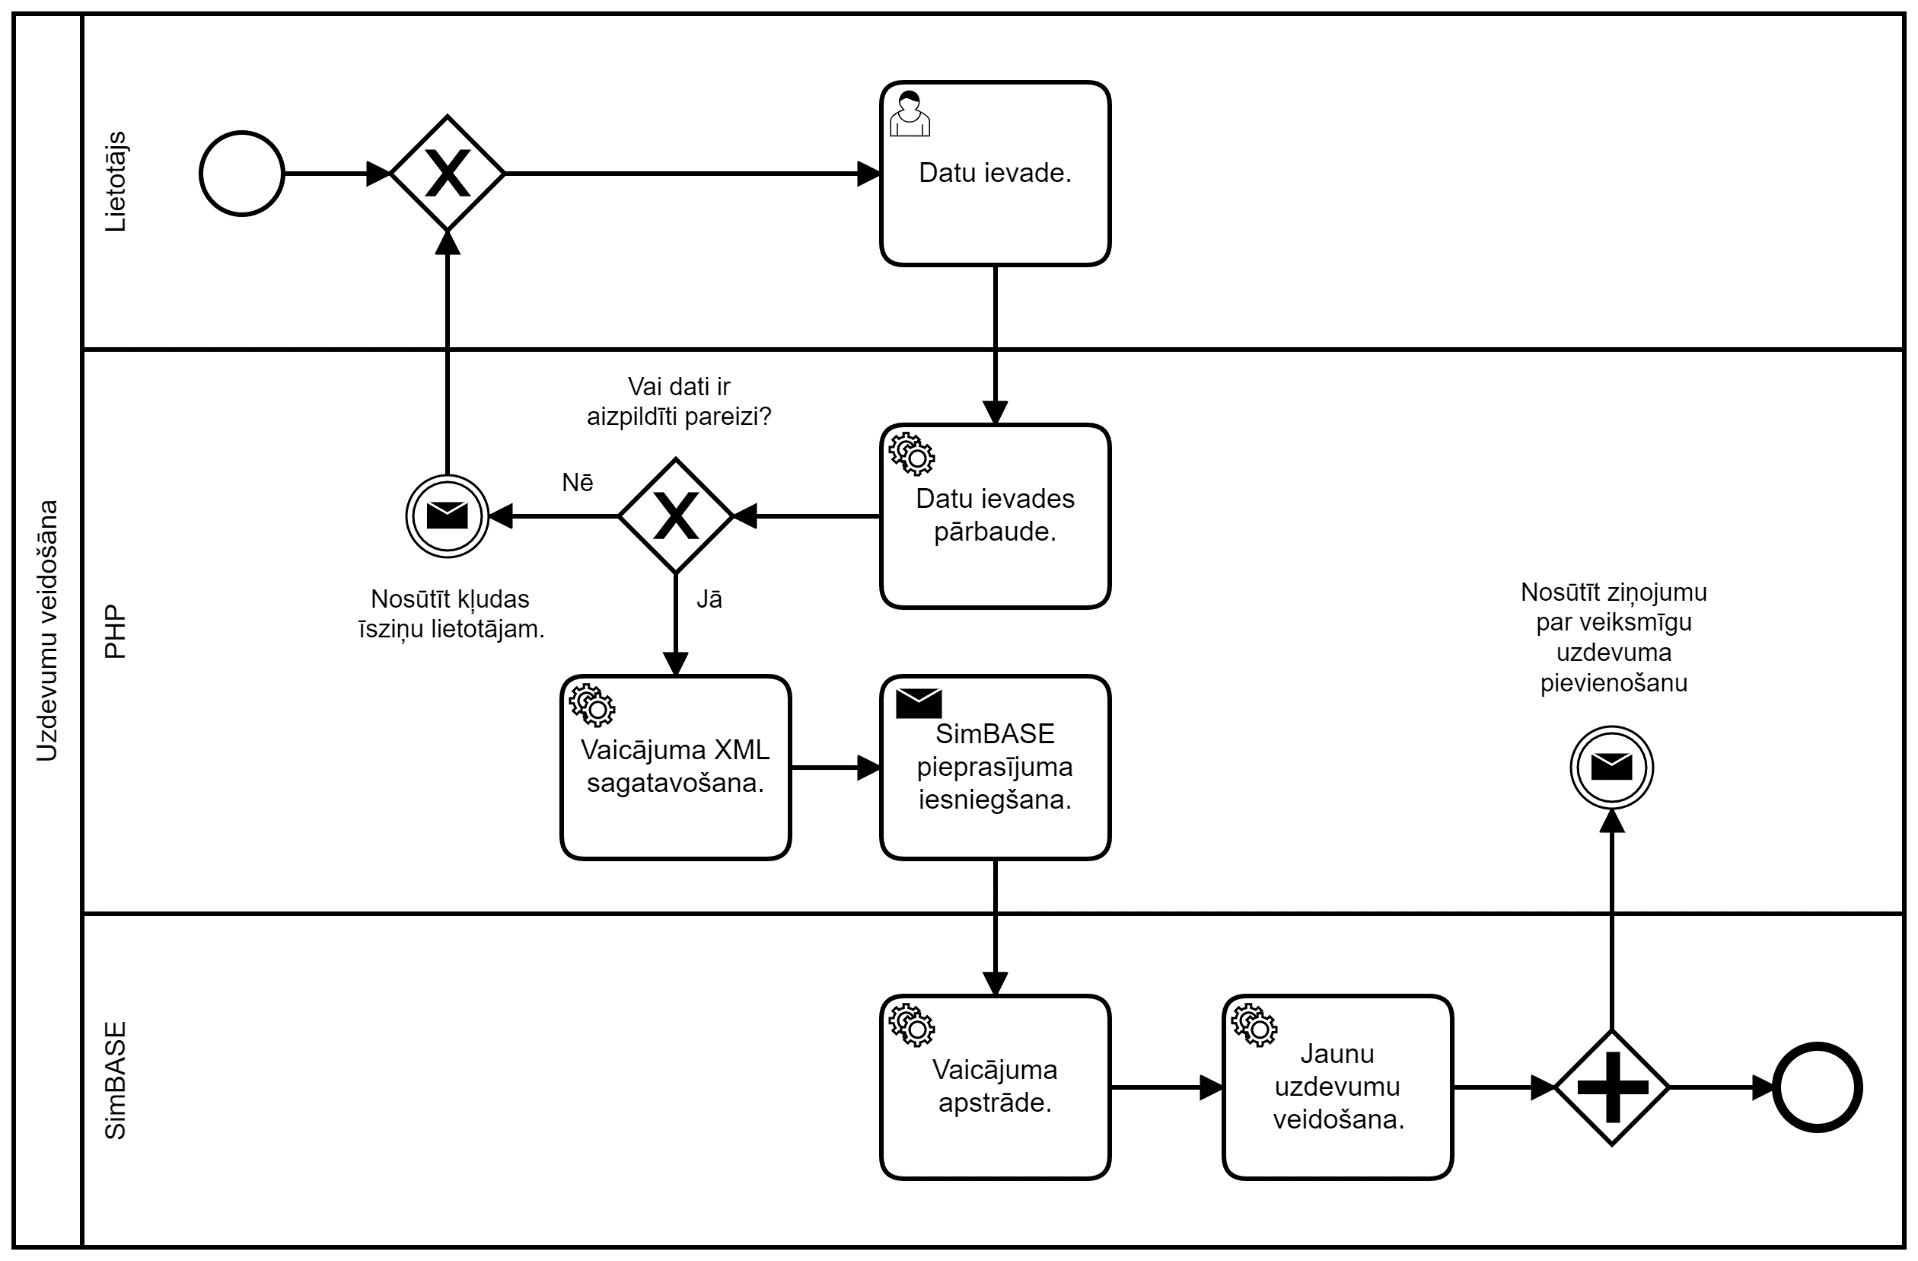 Uzdevumu veidošāna
Lietotājs
Datu ievade.
PHP
Vai dati ir
aizpildīti pareizi?
Nē
Jā
Datu ievades
pārbaude.
Nosūtīt kļudas
īsziņu lietotājam.
Nosūtīt ziņojumu
par veiksmīgu
uzdevuma
pievienošanu
Vaicājuma XML
sagatavošana.
SimBASE
pieprasījuma
iesniegšana.
SimBASE
Vaicājuma
apstrāde.
Jaunu
uzdevumu
veidošana.